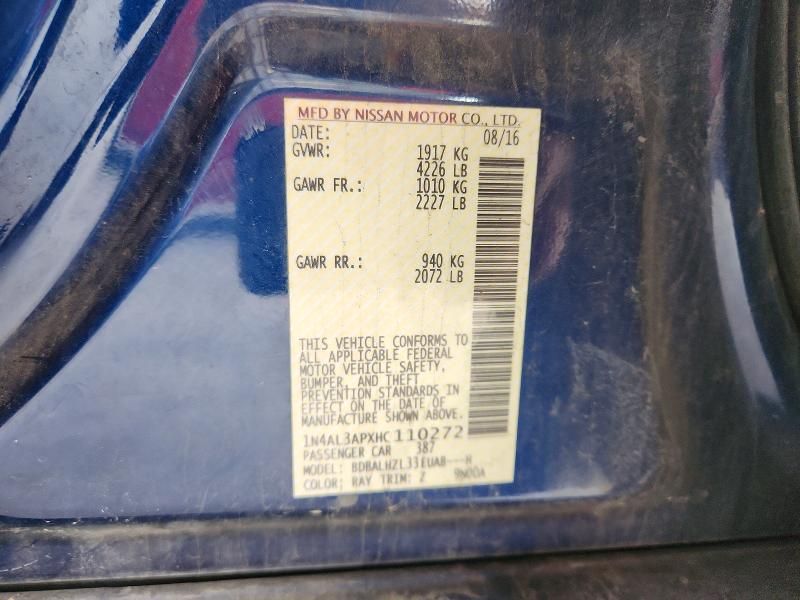 MFD BY NISSAN MOTOR CO., LTD.
DATE: 08/16
GVWR: 1917 KG
4226 LB
GAWR FR.: 1010 KG
2227 LB
GAWR RR.: 940 KG
2072 LB
THIS VEHICLE CONFORMS TO
ALL APPLICABLE FEDERAL
MOTOR VEHICLE SAFETY,
BUMPER, AND THEFT
PREVENTION STANDARDS IN
EFFECT ON THE DATE OF
MANUFACTURE SHOWN ABOVE.
1N4AL3APXHC110272
PASSENGER CAR 387
MODEL: BDBALHZL33EUAB---H
COLOR: RAY TRIM: Z 9N00A